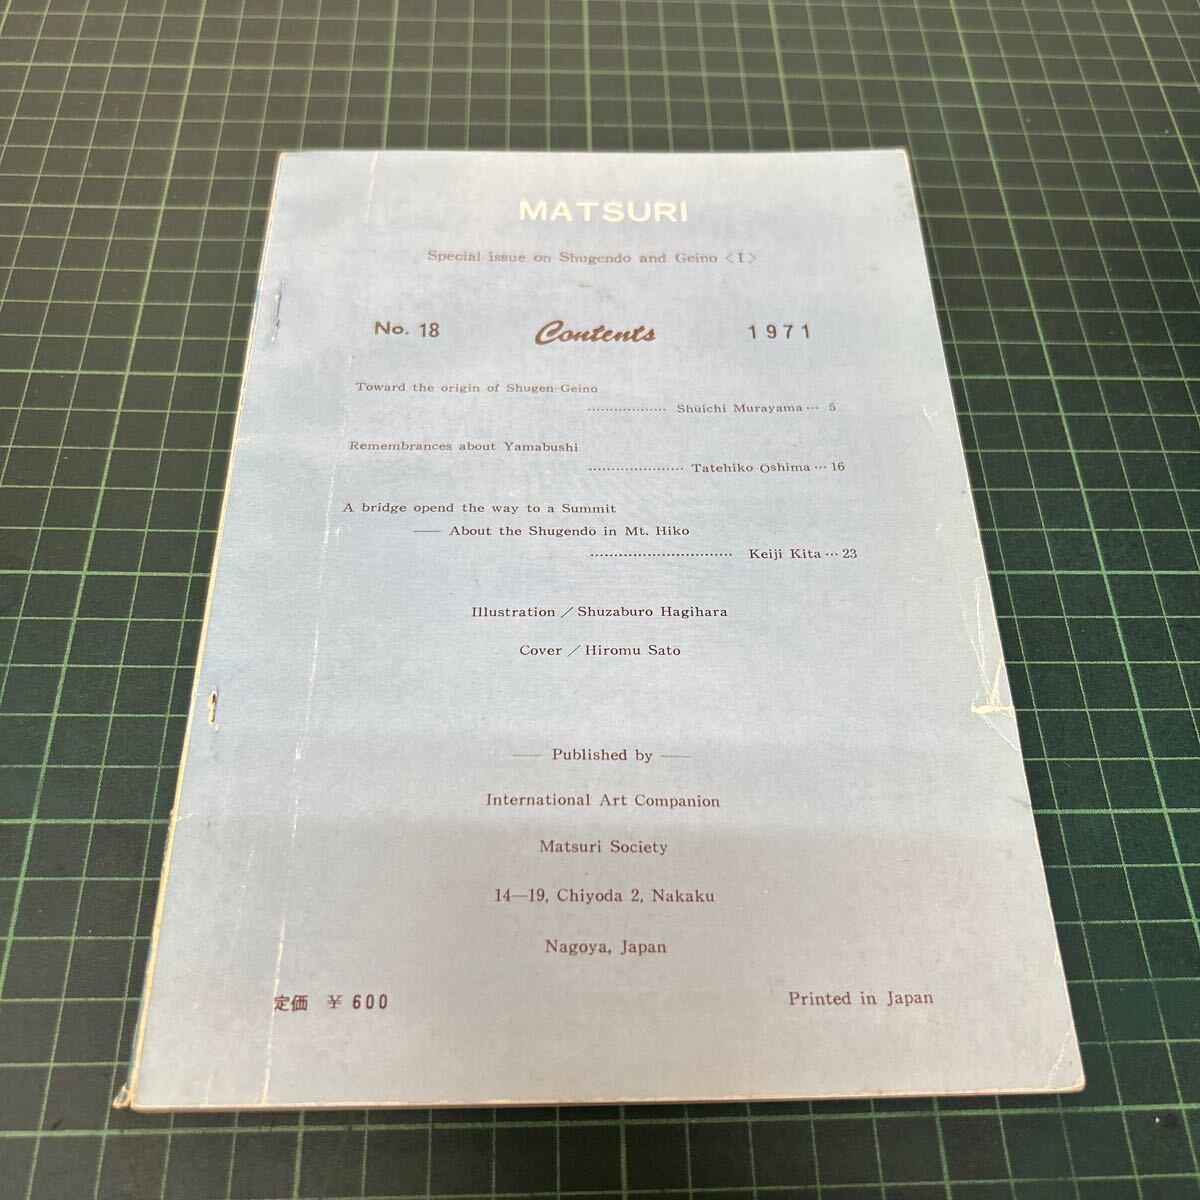 MATSURI
Special issue on Shugendo and Geino〈I〉
No. 18 Contents 1971
Toward the origin of Shugen-Geino
.................. Shuichi Murayama… 5
Remembrances about Yamabushi
..................... Tatehiko Oshima…16
A bridge opend the way to a Summit
—— About the Shugendo in Mt. Hiko
.............................. Keiji Kita…23
Illustration／Shuzaburo Hagihara
Cover／Hiromu Sato
—— Published by ——
International Art Companion
Matsuri Society
14—19, Chiyoda 2, Nakaku
Nagoya, Japan
定価 ￥600 Printed in Japan